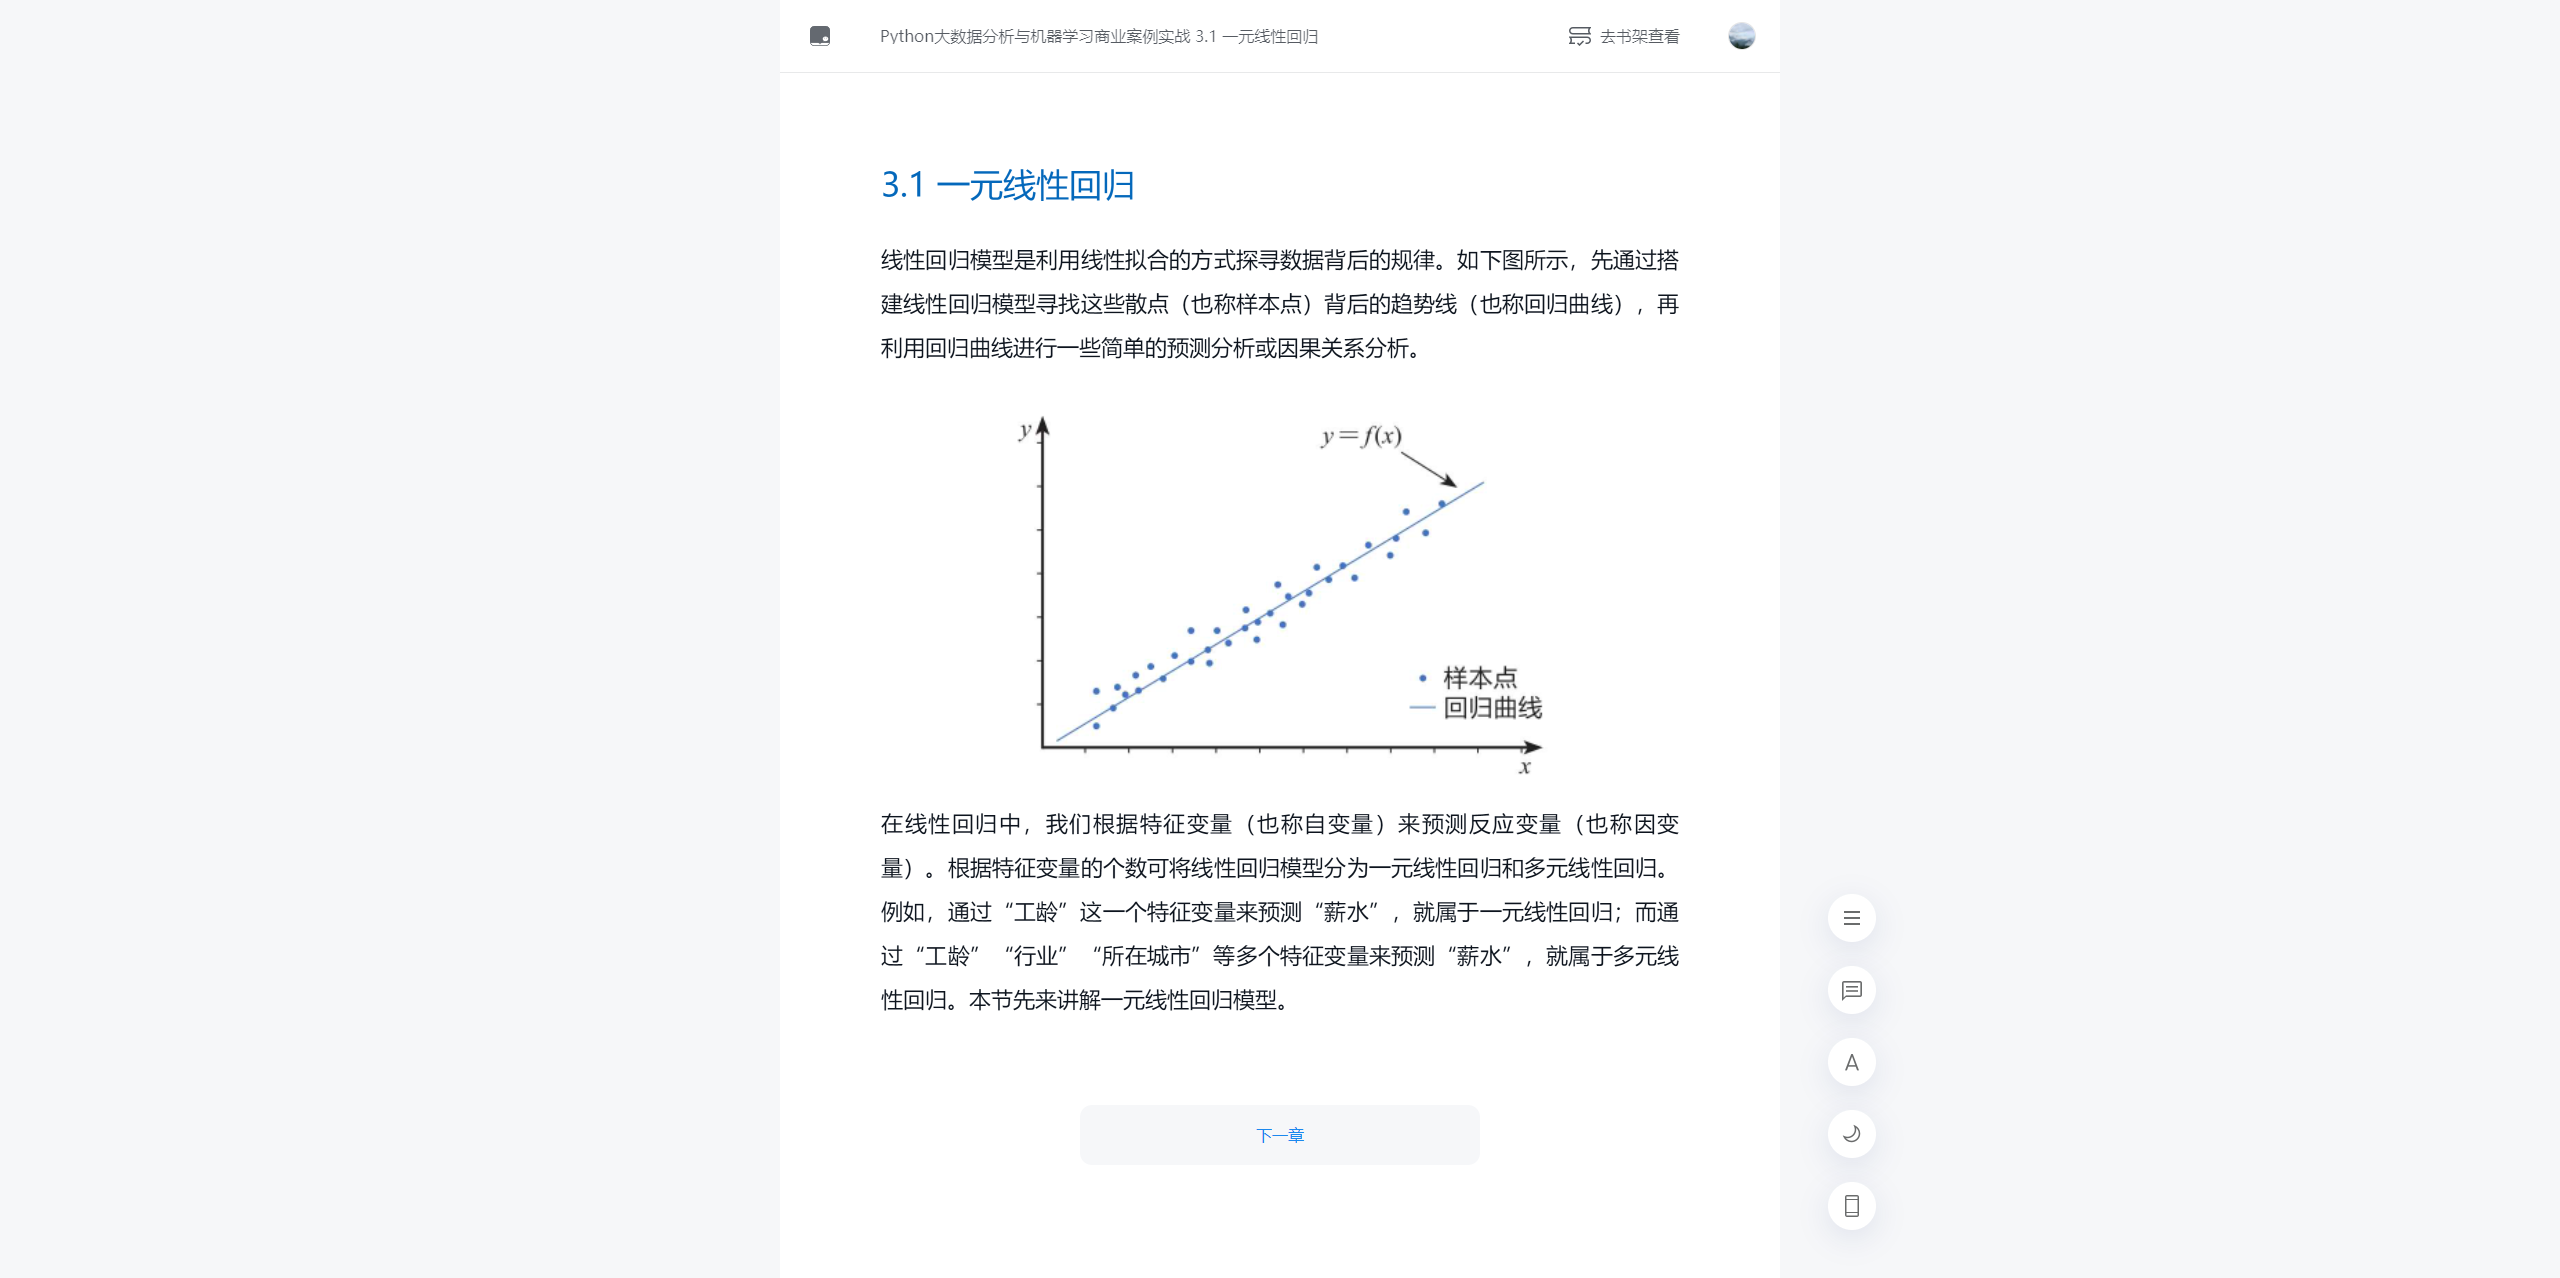 Python大数据分析与机器学习商业案例实战 3.1 一元线性回归
去书架查看
3.1 一元线性回归
线性回归模型是利用线性拟合的方式探寻数据背后的规律。如下图所示，先通过搭
建线性回归模型寻找这些散点（也称样本点）背后的趋势线（也称回归曲线），再
利用回归曲线进行一些简单的预测分析或因果关系分析。
y
y=f(x)
样本点
回归曲线
x
在线性回归中，我们根据特征变量（也称自变量）来预测反应变量（也称因变
量）。根据特征变量的个数可将线性回归模型分为一元线性回归和多元线性回归。
例如，通过“工龄”这一个特征变量来预测“薪水”，就属于一元线性回归；而通
过“工龄”“行业”“所在城市”等多个特征变量来预测“薪水”，就属于多元线
性回归。本节先来讲解一元线性回归模型。
下一章
A